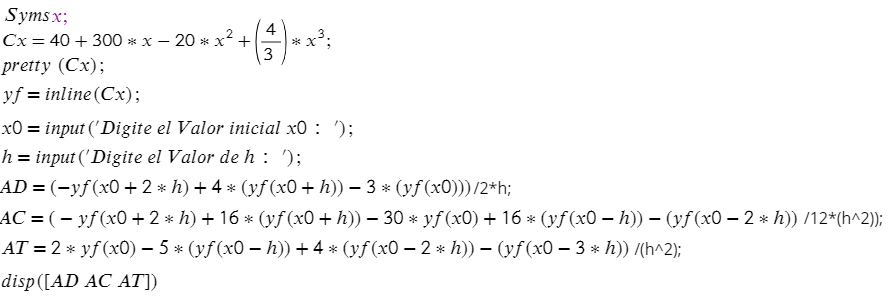 Symsx;
Cx = 40 + 300 * x − 20 * x² + (4/3) * x³;
pretty (Cx);
yf = inline(Cx);
x0 = input('Digite el Valor inicial x0 : ');
h = input('Digite el Valor de h : ');
AD = (−yf(x0 + 2 * h) + 4 * (yf(x0 + h)) − 3 * (yf(x0)))/2*h;
AC = ( − yf(x0 + 2 * h) + 16 * (yf(x0 + h)) − 30 * yf(x0) + 16 * (yf(x0 − h)) − (yf(x0 − 2 * h)) /12*(h^2));
AT = 2 * yf(x0) − 5 * (yf(x0 − h)) + 4 * (yf(x0 − 2 * h)) − (yf(x0 − 3 * h)) /(h^2);
disp([AD AC AT])